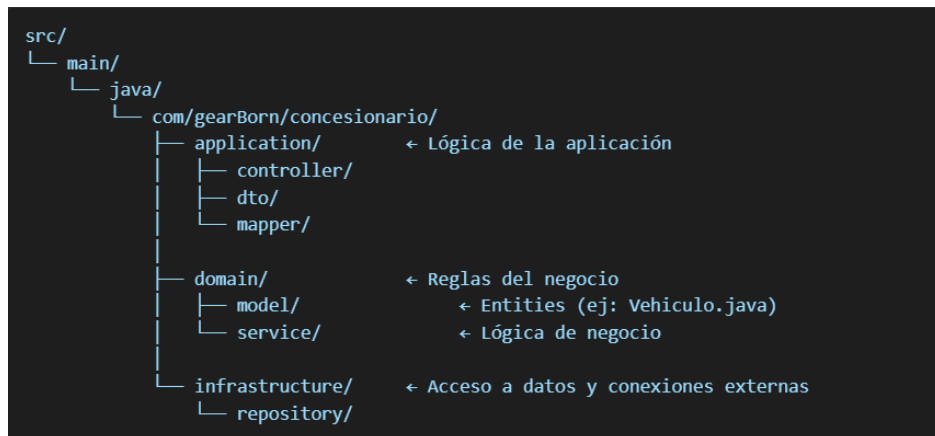 src/
└── main/
    └── java/
        └── com/gearBorn/concesionario/
            ├── application/        ← Lógica de la aplicación
            │   ├── controller/
            │   ├── dto/
            │   └── mapper/
            │
            ├── domain/             ← Reglas del negocio
            │   ├── model/               ← Entities (ej: Vehiculo.java)
            │   └── service/             ← Lógica de negocio
            │
            └── infrastructure/     ← Acceso a datos y conexiones externas
                └── repository/